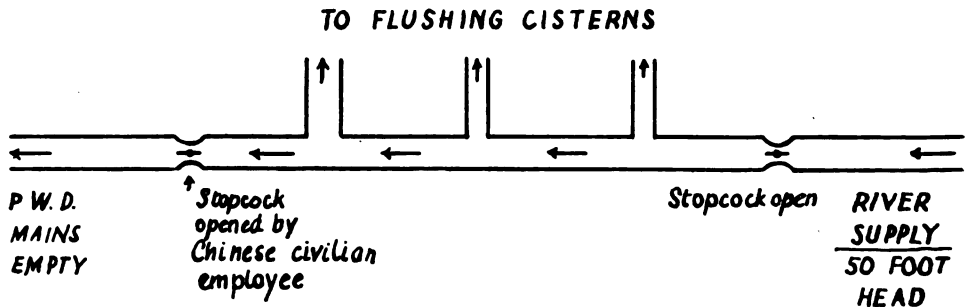 TO FLUSHING CISTERNS
P.W.D.
MAINS
EMPTY
Stopcock
opened by
Chinese civilian
employee
Stopcock open
RIVER
SUPPLY
50 FOOT
HEAD